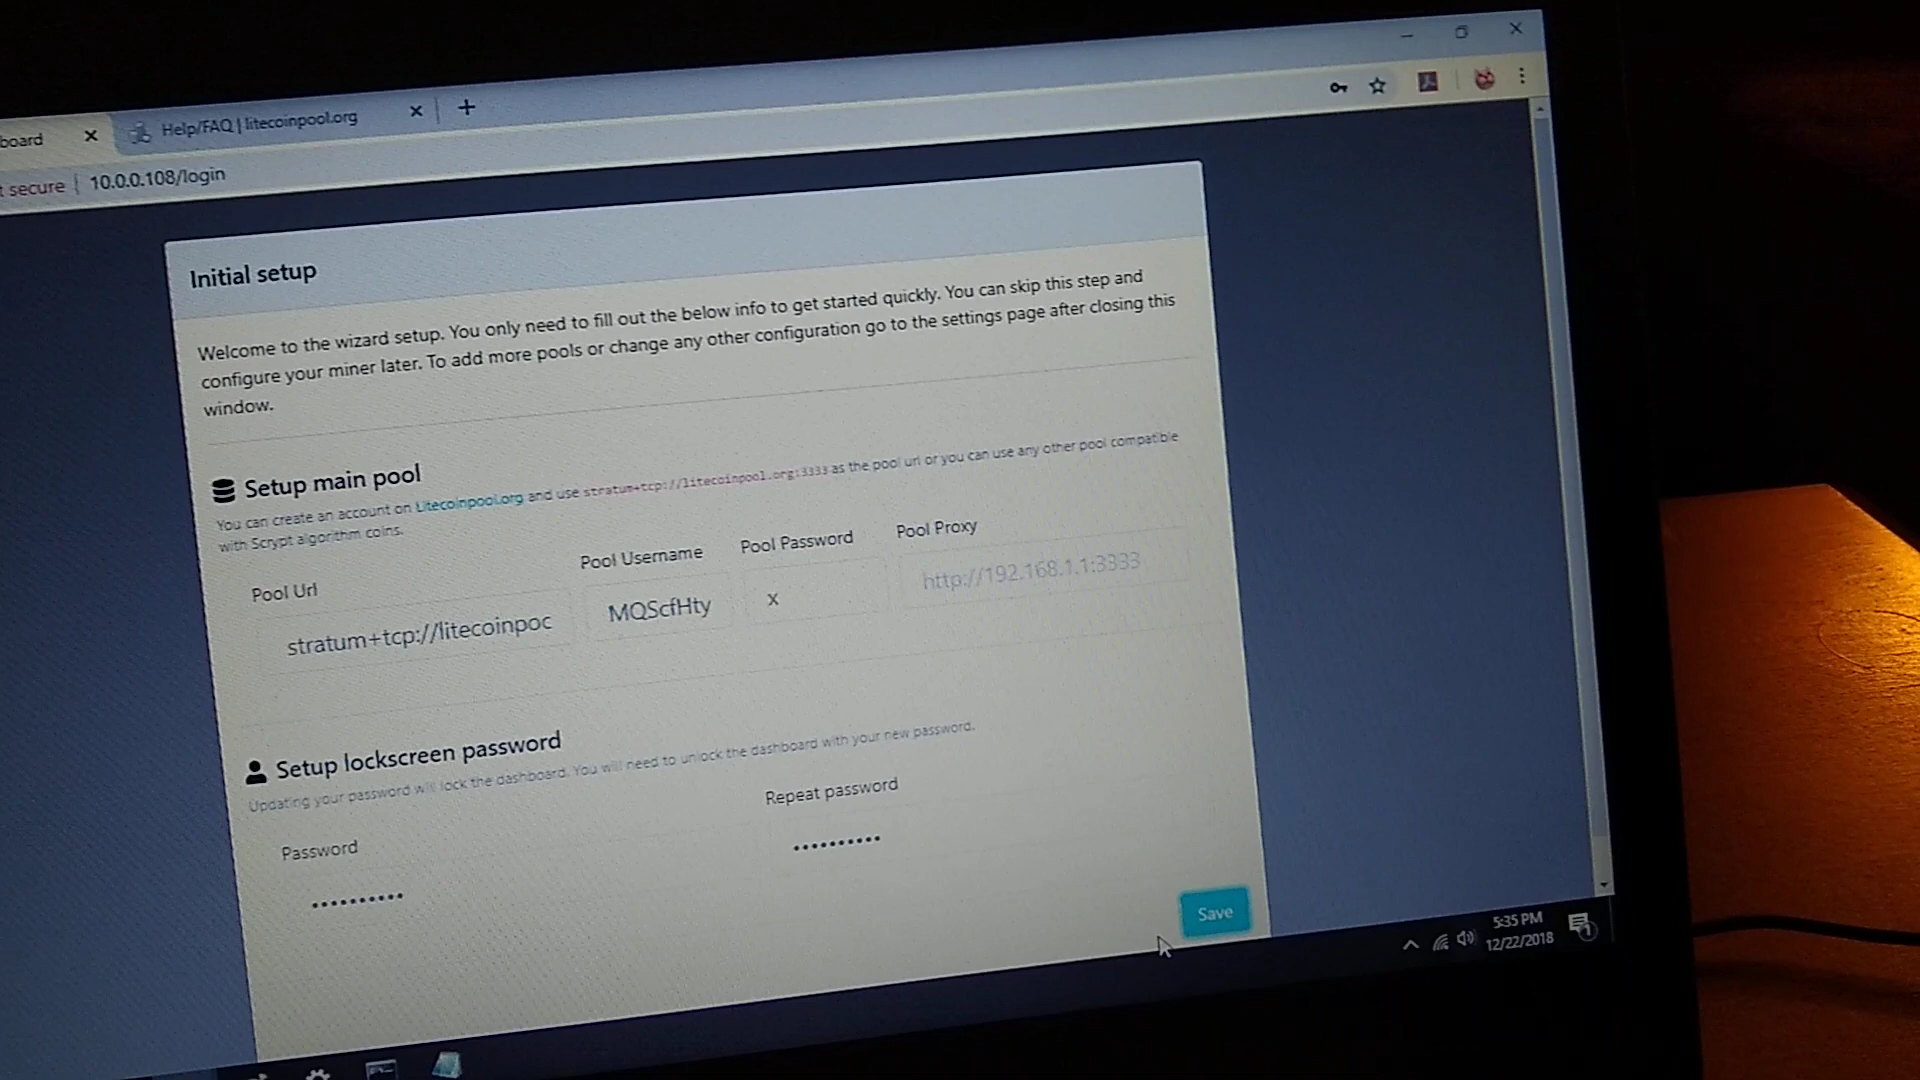 board
Help/FAQ | litecoinpool.org
t secure | 10.0.0.108/login
Initial setup
Welcome to the wizard setup. You only need to fill out the below info to get started quickly. You can skip this step and
configure your miner later. To add more pools or change any other configuration go to the settings page after closing this
window.
Setup main pool
You can create an account on Litecoinpool.org and use stratum+tcp://litecoinpool.org:3333 as the pool url or you can use any other pool compatible
with Scrypt algorithm coins.
Pool Url Pool Username Pool Password Pool Proxy
stratum+tcp://litecoinpoc MQScfHty x http://192.168.1.1:3333
Setup lockscreen password
Updating your password will lock the dashboard. You will need to unlock the dashboard with your new password.
Password Repeat password
•••••••••• ••••••••••
Save
5:35 PM
12/22/2018
1